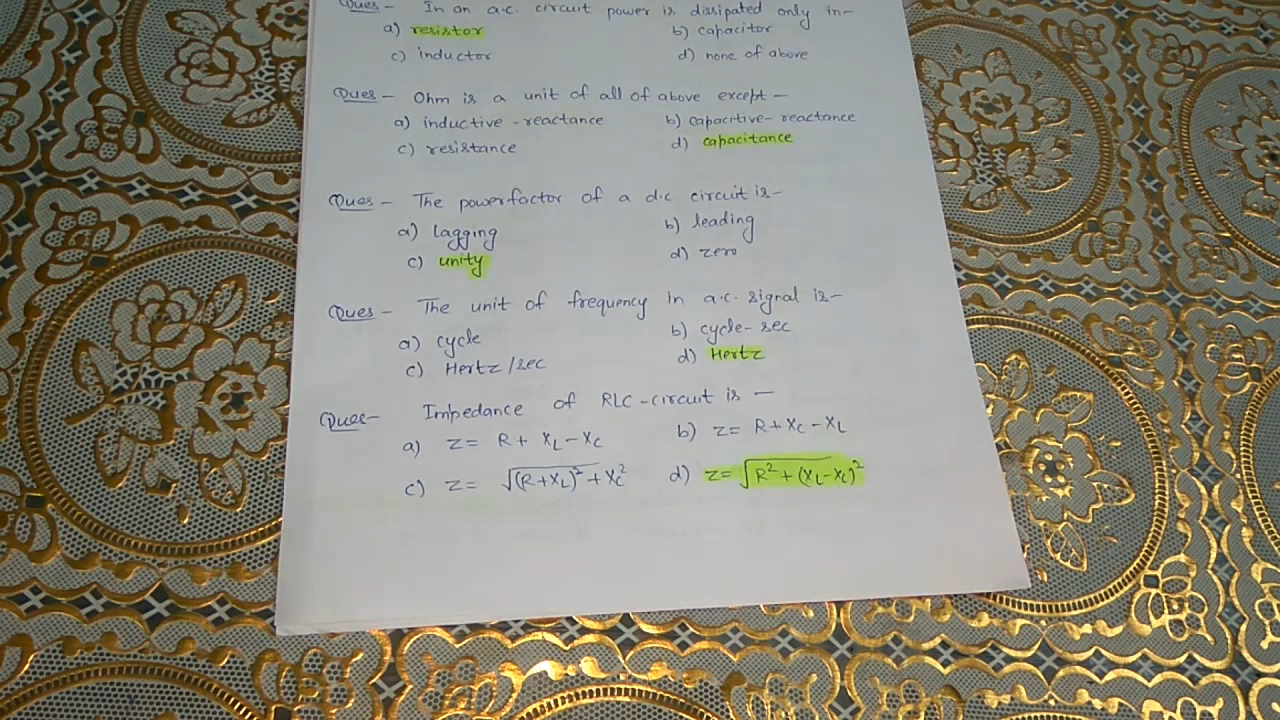 Ques - In an a.c. circuit power is dissipated only in-
a) resistor b) capacitor
c) inductor d) none of above
Ques - Ohm is a unit of all of above except -
a) inductive - reactance b) capacitive - reactance
c) resistance d) capacitance
Ques - The powerfactor of a d.c. circuit is-
a) lagging b) leading
c) unity d) zero
Ques - The unit of frequency in a.c. signal is-
a) cycle b) cycle-sec
c) Hertz/sec d) Hertz
Ques- Impedance of RLC-circuit is -
a) Z = R + XL - XC b) Z = R + XC - XL
c) Z = √(R+XL)² + XC² d) Z = √R² + (XL-XC)²